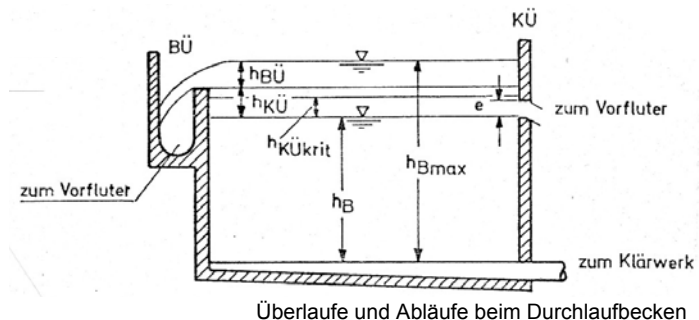 BÜ
KÜ
hBÜ
hKÜ
e
zum Vorfluter
hKÜkrit
hBmax
zum Vorfluter
hB
zum Klärwerk
Überlaufe und Abläufe beim Durchlaufbecken